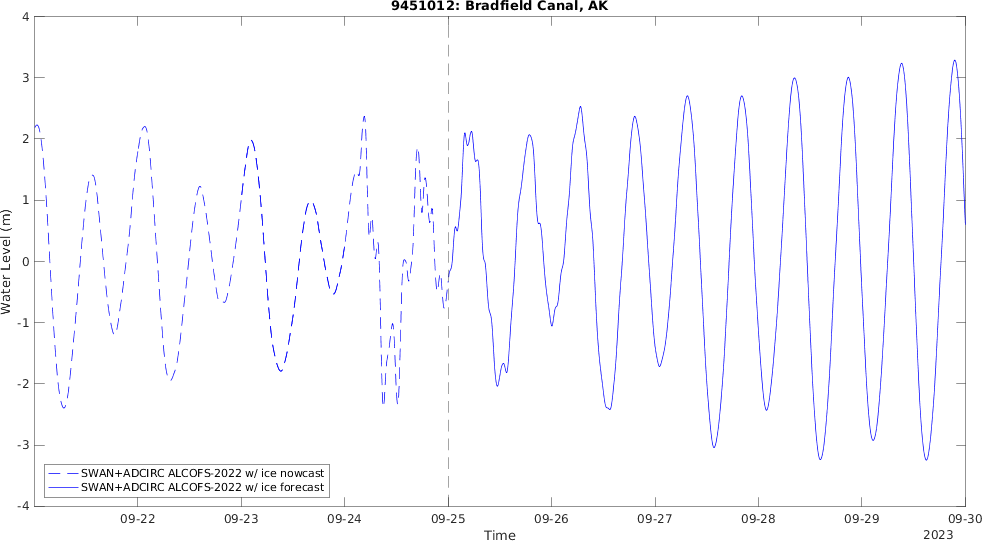 9451012: Bradfield Canal, AK
4
3
2
1
0
-1
-2
-3
-4
Water Level (m)
SWAN+ADCIRC ALCOFS-2022 w/ ice nowcast
SWAN+ADCIRC ALCOFS-2022 w/ ice forecast
09-22 09-23 09-24 09-25 09-26 09-27 09-28 09-29 09-30
Time
2023